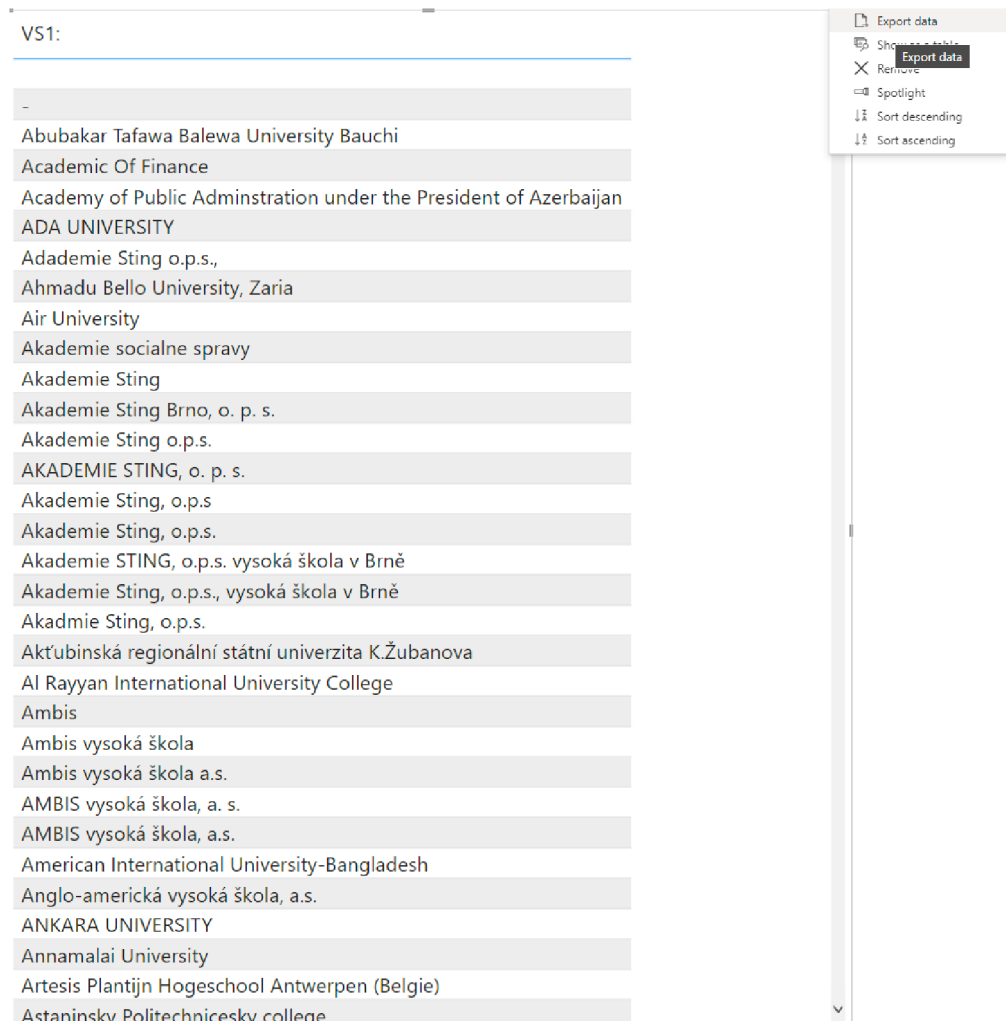 VS1:
-
Abubakar Tafawa Balewa University Bauchi
Academic Of Finance
Academy of Public Adminstration under the President of Azerbaijan
ADA UNIVERSITY
Adademie Sting o.p.s.,
Ahmadu Bello University, Zaria
Air University
Akademie socialne spravy
Akademie Sting
Akademie Sting Brno, o. p. s.
Akademie Sting o.p.s.
AKADEMIE STING, o. p. s.
Akademie Sting, o.p.s
Akademie Sting, o.p.s.
Akademie STING, o.p.s. vysoká škola v Brně
Akademie Sting, o.p.s., vysoká škola v Brně
Akadmie Sting, o.p.s.
Akťubinská regionální státní univerzita K.Žubanova
Al Rayyan International University College
Ambis
Ambis vysoká škola
Ambis vysoká škola a.s.
AMBIS vysoká škola, a. s.
AMBIS vysoká škola, a.s.
American International University-Bangladesh
Anglo-americká vysoká škola, a.s.
ANKARA UNIVERSITY
Annamalai University
Artesis Plantijn Hogeschool Antwerpen (Belgie)
Astaninsky Politechnicesky college
Export data
Export data
Remove
Spotlight
Sort descending
Sort ascending